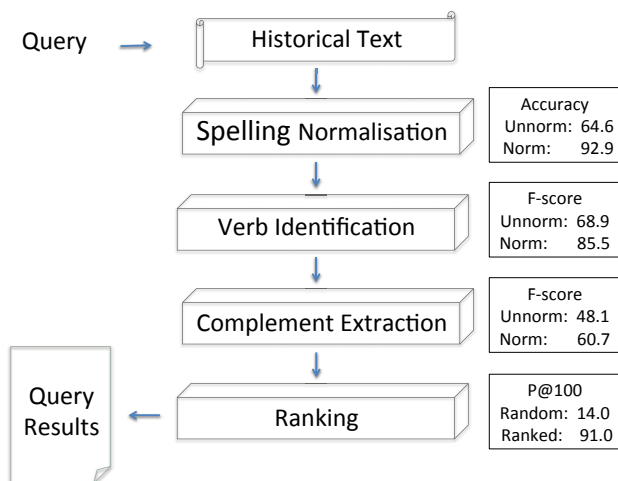 Query
Historical Text
Spelling Normalisation
Accuracy
Unnorm: 64.6
Norm: 92.9
Verb Identification
F-score
Unnorm: 68.9
Norm: 85.5
Complement Extraction
F-score
Unnorm: 48.1
Norm: 60.7
Query
Results
Ranking
P@100
Random: 14.0
Ranked: 91.0